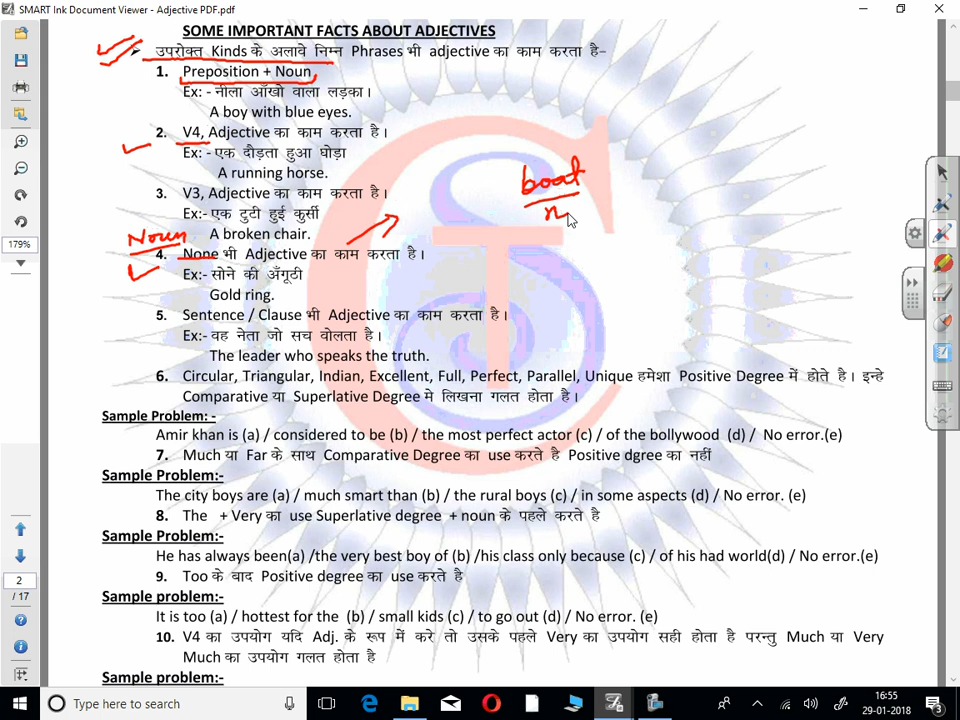 SMART Ink Document Viewer - Adjective PDF.pdf
SOME IMPORTANT FACTS ABOUT ADJECTIVES
उपरोक्त Kinds के अलावे निम्न Phrases भी adjective का काम करता है–
1. Preposition + Noun
Ex: - नीला आँखो वाला लड़का।
A boy with blue eyes.
2. V4, Adjective का काम करता है।
Ex: - एक दौड़ता हुआ घोड़ा
A running horse.
boat
n
3. V3, Adjective का काम करता है।
Ex:- एक टुटी हुई कुर्सी
A broken chair.
Noun
4. None भी Adjective का काम करता है।
Ex:- सोने की अँगूठी
Gold ring.
5. Sentence / Clause भी Adjective का काम करता है।
Ex:- वह नेता जो सच वोलता है।
The leader who speaks the truth.
6. Circular, Triangular, Indian, Excellent, Full, Perfect, Parallel, Unique हमेशा Positive Degree में होते है। इन्हे
Comparative या Superlative Degree मे लिखना गलत होता है।
Sample Problem: -
Amir khan is (a) / considered to be (b) / the most perfect actor (c) / of the bollywood (d) / No error.(e)
7. Much या Far के साथ Comparative Degree का use करते है Positive dgree का नहीं
Sample Problem:-
The city boys are (a) / much smart than (b) / the rural boys (c) / in some aspects (d) / No error. (e)
8. The + Very का use Superlative degree + noun के पहले करते है
Sample Problem:-
He has always been(a) /the very best boy of (b) /his class only because (c) / of his had world(d) / No error.(e)
9. Too के बाद Positive degree का use करते है
Sample problem:-
It is too (a) / hottest for the (b) / small kids (c) / to go out (d) / No error. (e)
10. V4 का उपयोग यदि Adj. के रूप में करे तो उसके पहले Very का उपयोग सही होता है परन्तु Much या Very
Much का उपयोग गलत होता है
Sample problem:-
179%
2
/ 17
Type here to search
16:55
29-01-2018
3